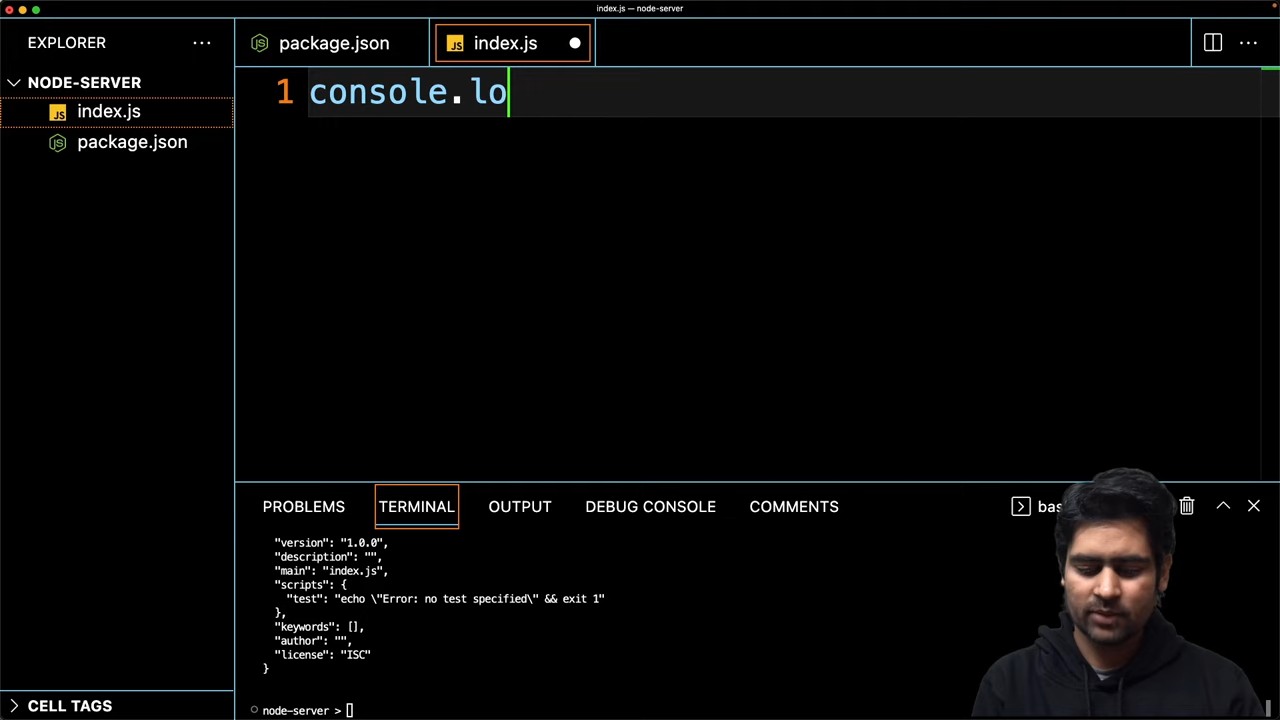 index.js — node-server
EXPLORER
package.json
index.js
NODE-SERVER
index.js
package.json
1 console.lo
PROBLEMS TERMINAL OUTPUT DEBUG CONSOLE COMMENTS
"version": "1.0.0",
"description": "",
"main": "index.js",
"scripts": {
"test": "echo \"Error: no test specified\" && exit 1"
},
"keywords": [],
"author": "",
"license": "ISC"
}
node-server >
CELL TAGS